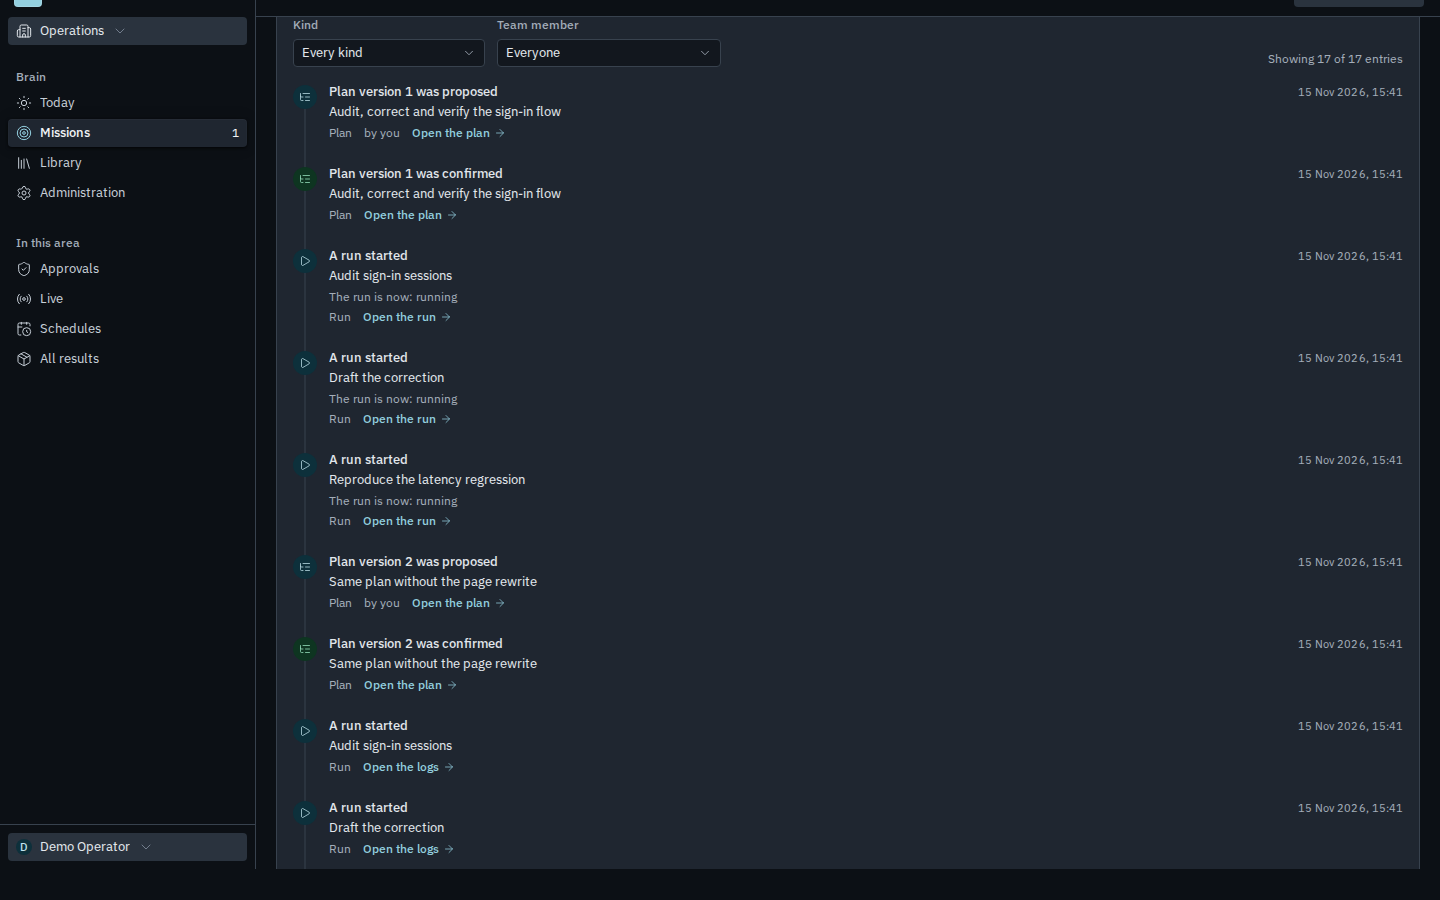 Operations
Brain
Today
Missions 1
Library
Administration
In this area
Approvals
Live
Schedules
All results
D Demo Operator
Kind
Team member
Every kind
Everyone
Showing 17 of 17 entries
Plan version 1 was proposed
15 Nov 2026, 15:41
Audit, correct and verify the sign-in flow
Plan by you Open the plan →
Plan version 1 was confirmed
15 Nov 2026, 15:41
Audit, correct and verify the sign-in flow
Plan Open the plan →
A run started
15 Nov 2026, 15:41
Audit sign-in sessions
The run is now: running
Run Open the run →
A run started
15 Nov 2026, 15:41
Draft the correction
The run is now: running
Run Open the run →
A run started
15 Nov 2026, 15:41
Reproduce the latency regression
The run is now: running
Run Open the run →
Plan version 2 was proposed
15 Nov 2026, 15:41
Same plan without the page rewrite
Plan by you Open the plan →
Plan version 2 was confirmed
15 Nov 2026, 15:41
Same plan without the page rewrite
Plan Open the plan →
A run started
15 Nov 2026, 15:41
Audit sign-in sessions
Run Open the logs →
A run started
15 Nov 2026, 15:41
Draft the correction
Run Open the logs →